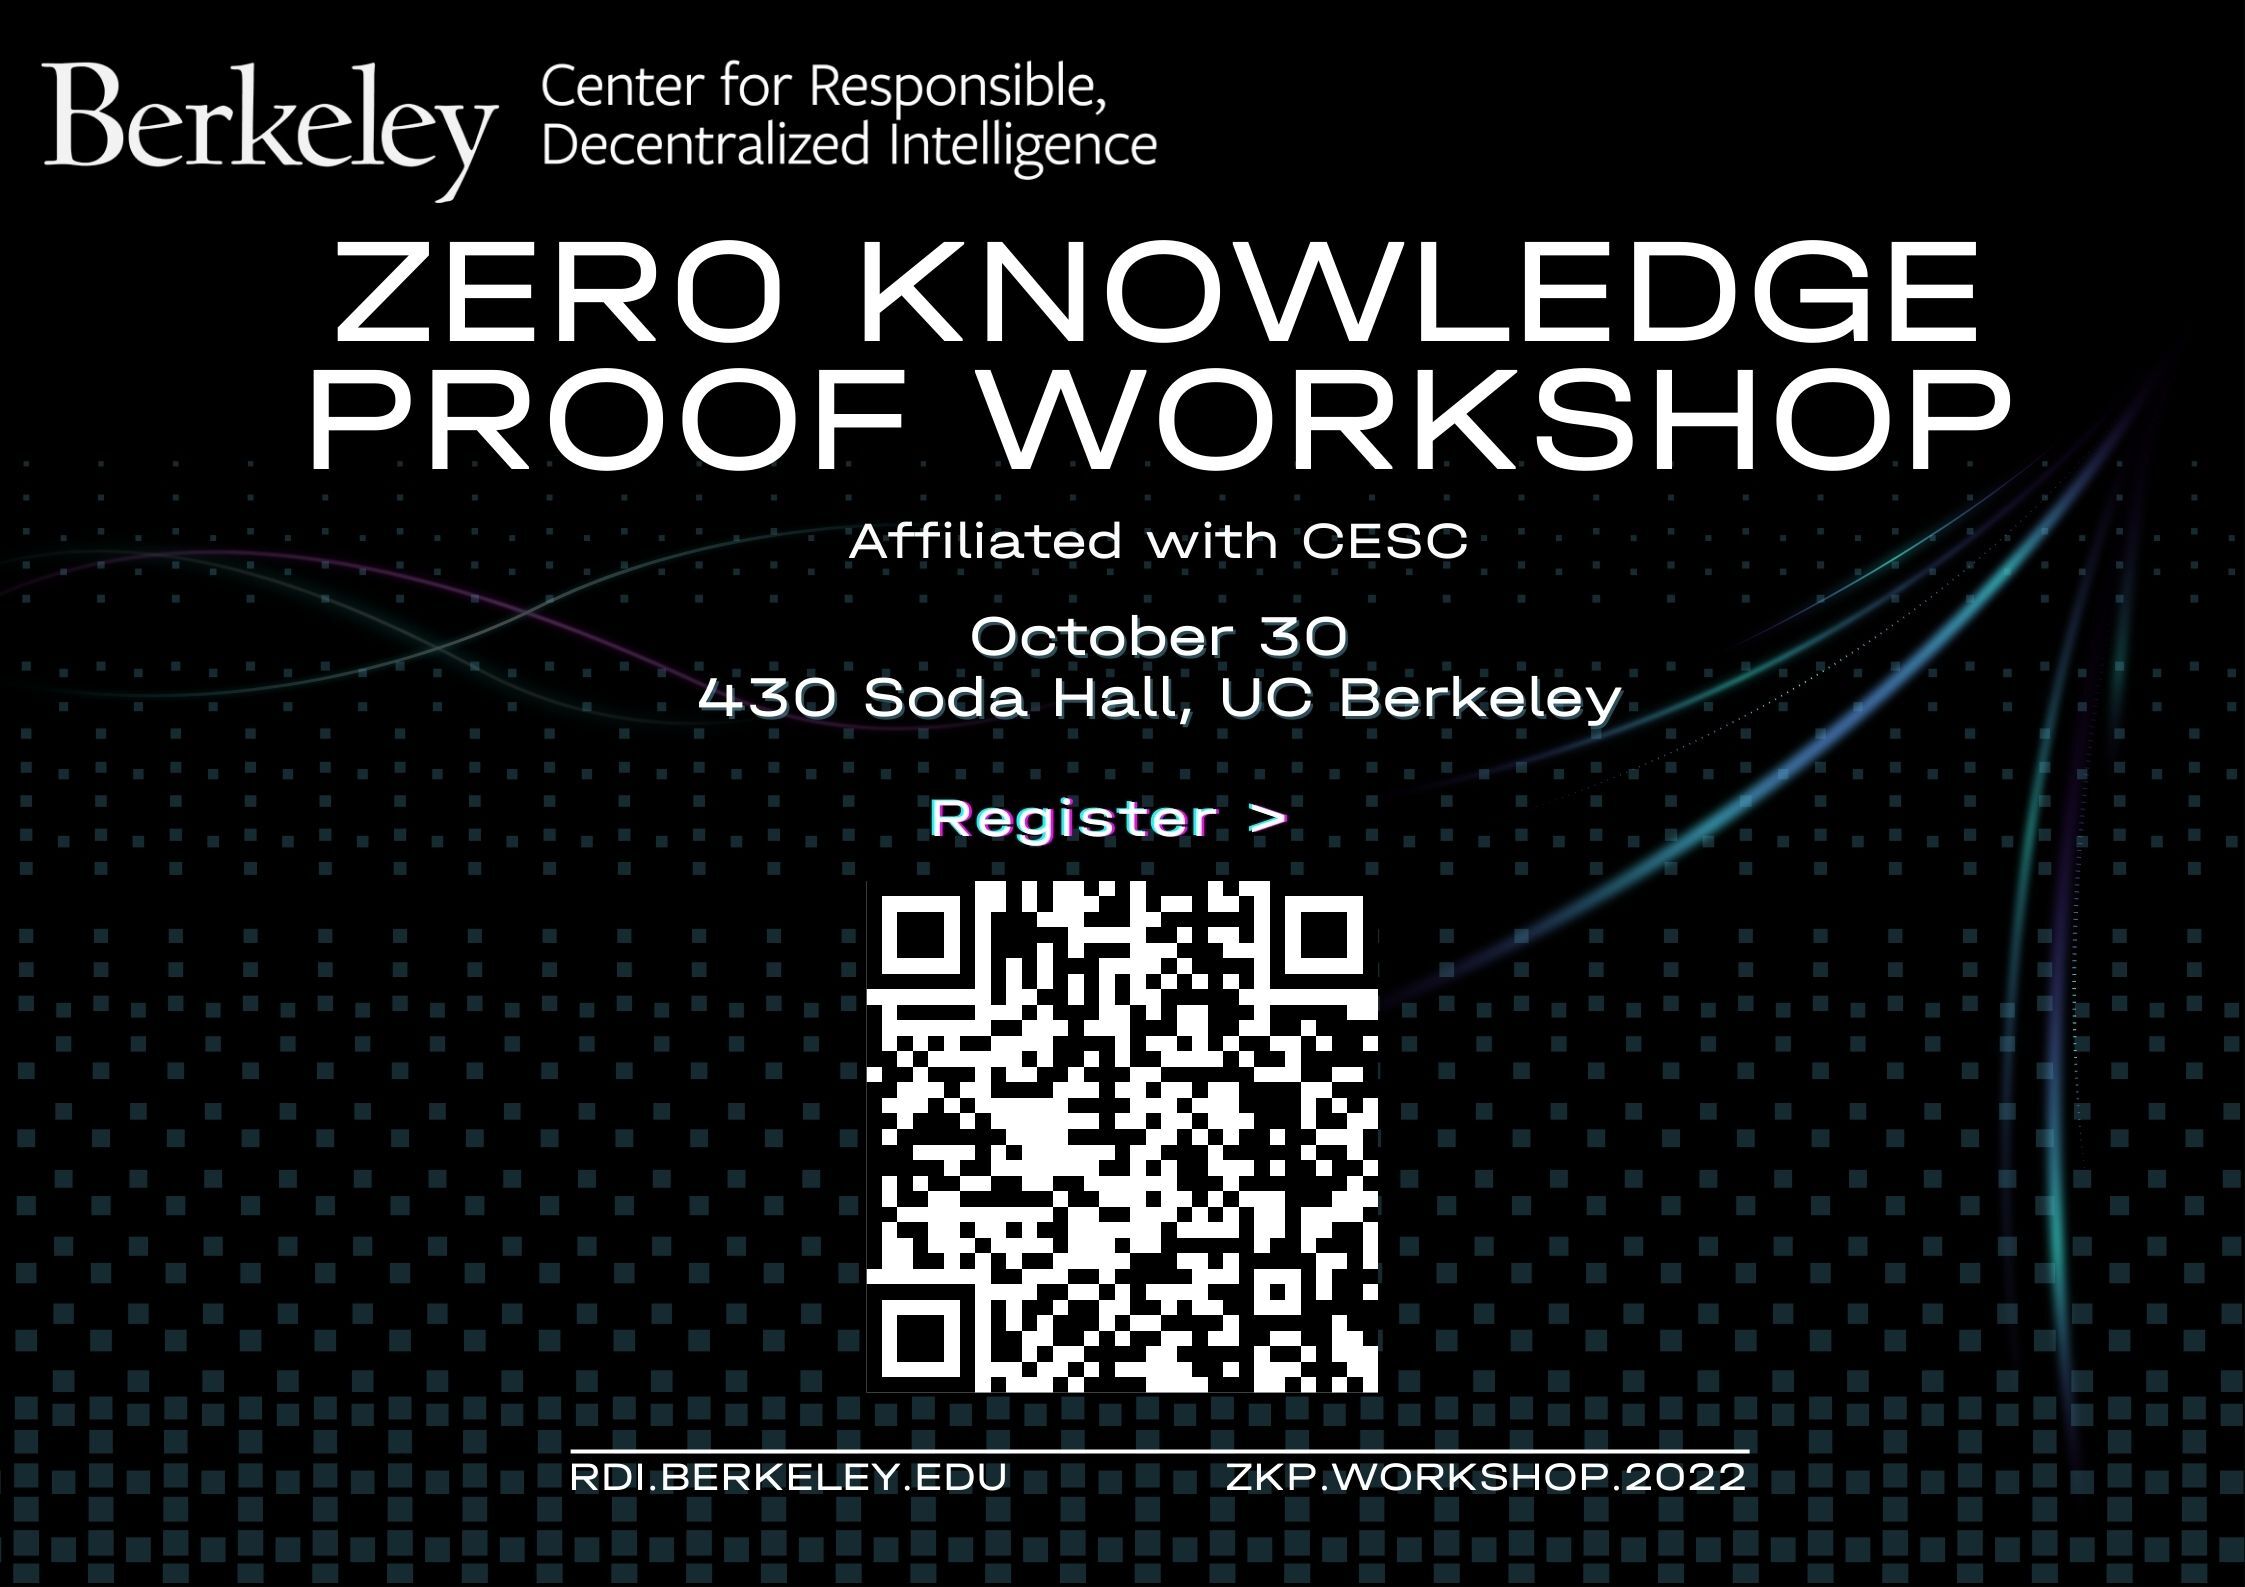 Berkeley
Center for Responsible,
Decentralized Intelligence
ZERO KNOWLEDGE
PROOF WORKSHOP
Affiliated with CESC
October 30
430 Soda Hall, UC Berkeley
Register >
RDI.BERKELEY.EDU
ZKP.WORKSHOP.2022